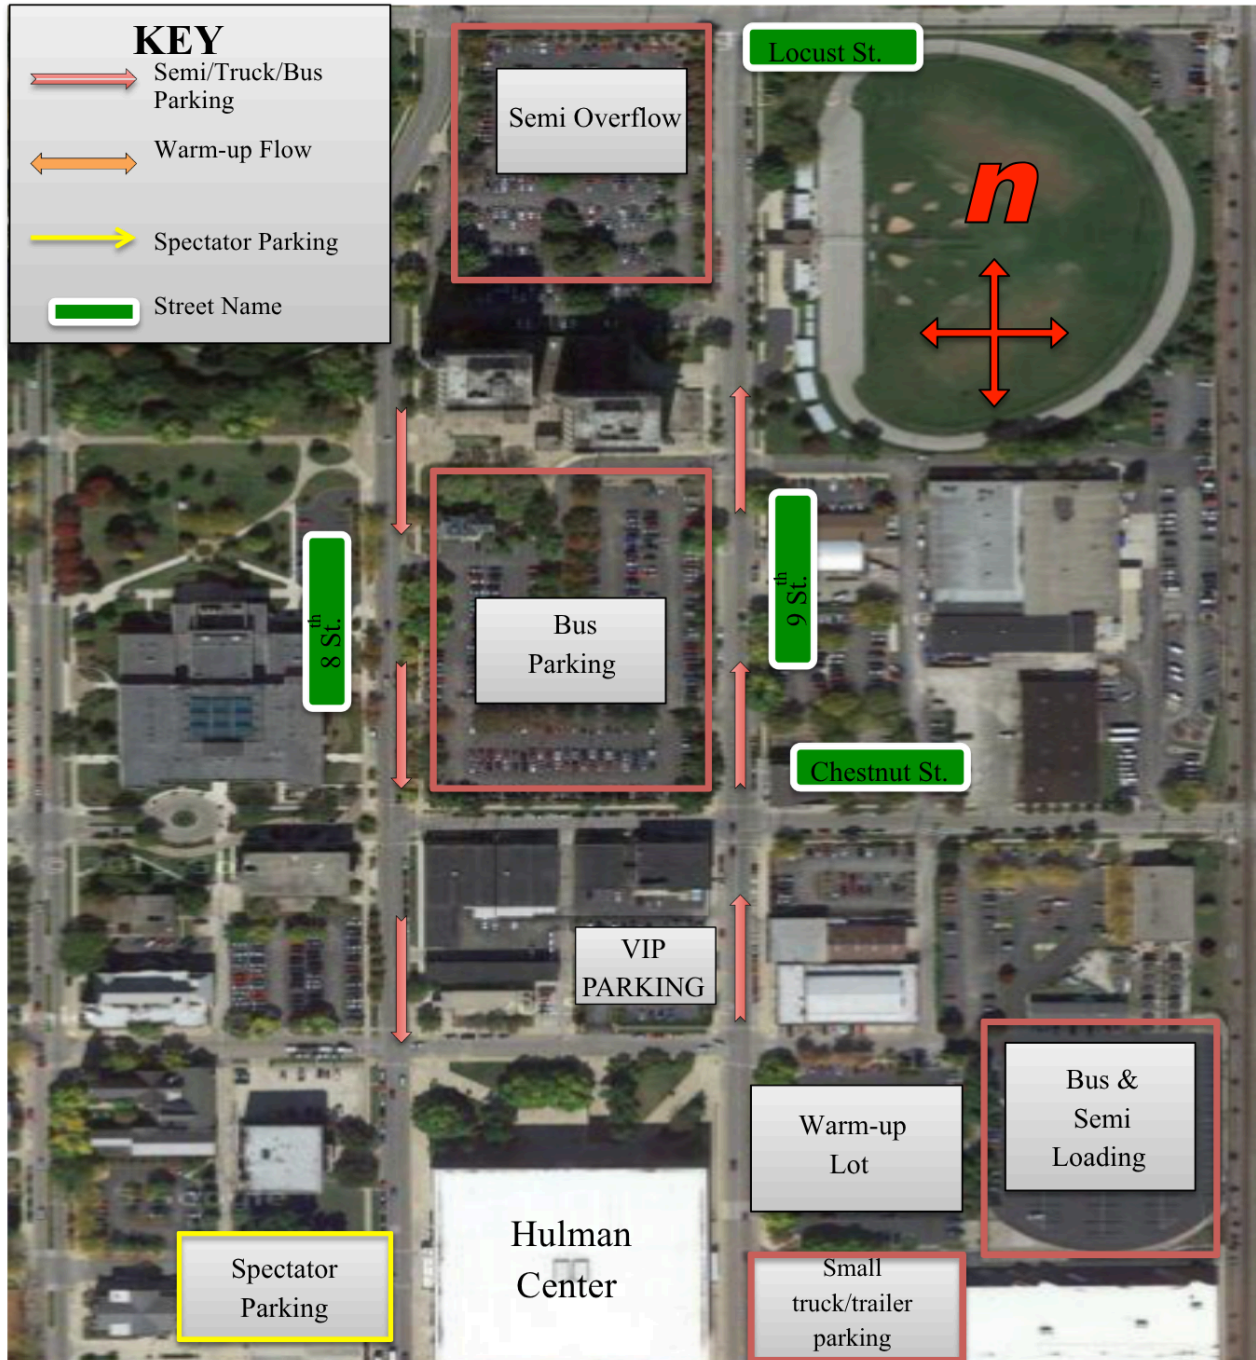 KEY
Semi/Truck/Bus
Parking
Warm-up Flow
Spectator Parking
Street Name
Semi Overflow
Locust St.
n
8th St.
Bus
Parking
9th St.
Chestnut St.
VIP
PARKING
Warm-up
Lot
Bus &
Semi
Loading
Hulman
Center
Spectator
Parking
Small
truck/trailer
parking